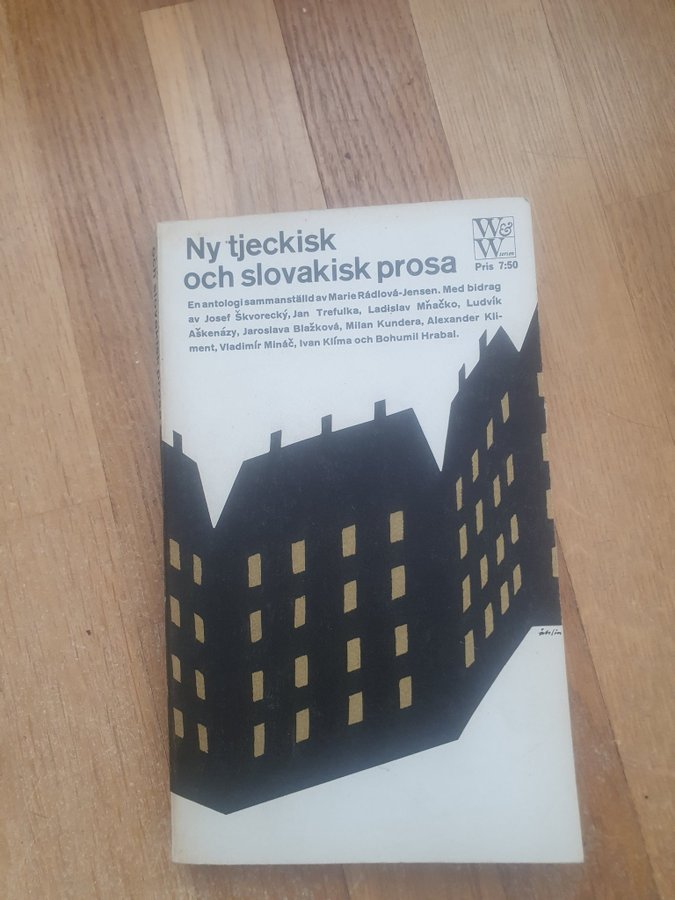 Ny tjeckisk
och slovakisk prosa
W&
W
serien
Pris 7:50
En antologi sammanställd av Marie Rádlová-Jensen. Med bidrag
av Josef Škvorecký, Jan Trefulka, Ladislav Mňačko, Ludvík
Aškenázy, Jaroslava Blažková, Milan Kundera, Alexander Kli-
ment, Vladimír Mináč, Ivan Klíma och Bohumil Hrabal.